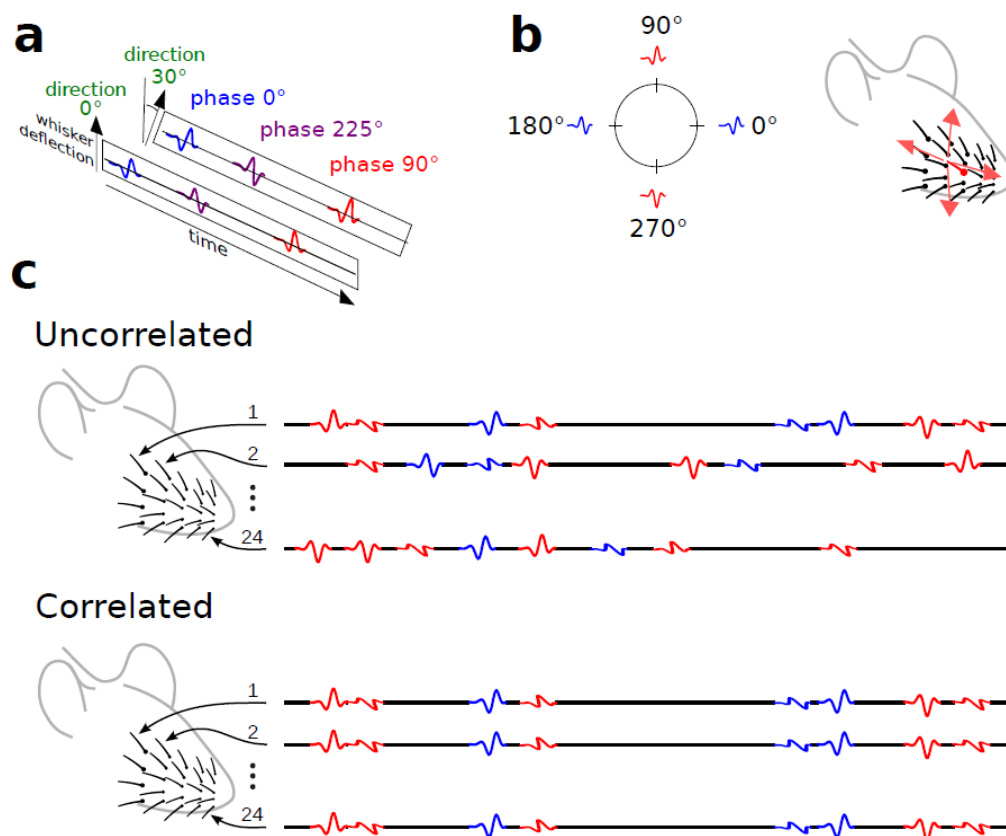 a
direction
0°
direction
30°
whisker
deflection
phase 0°
phase 225°
phase 90°
time
b
90°
180°
0°
270°
c
Uncorrelated
1
2
24
Correlated
1
2
24